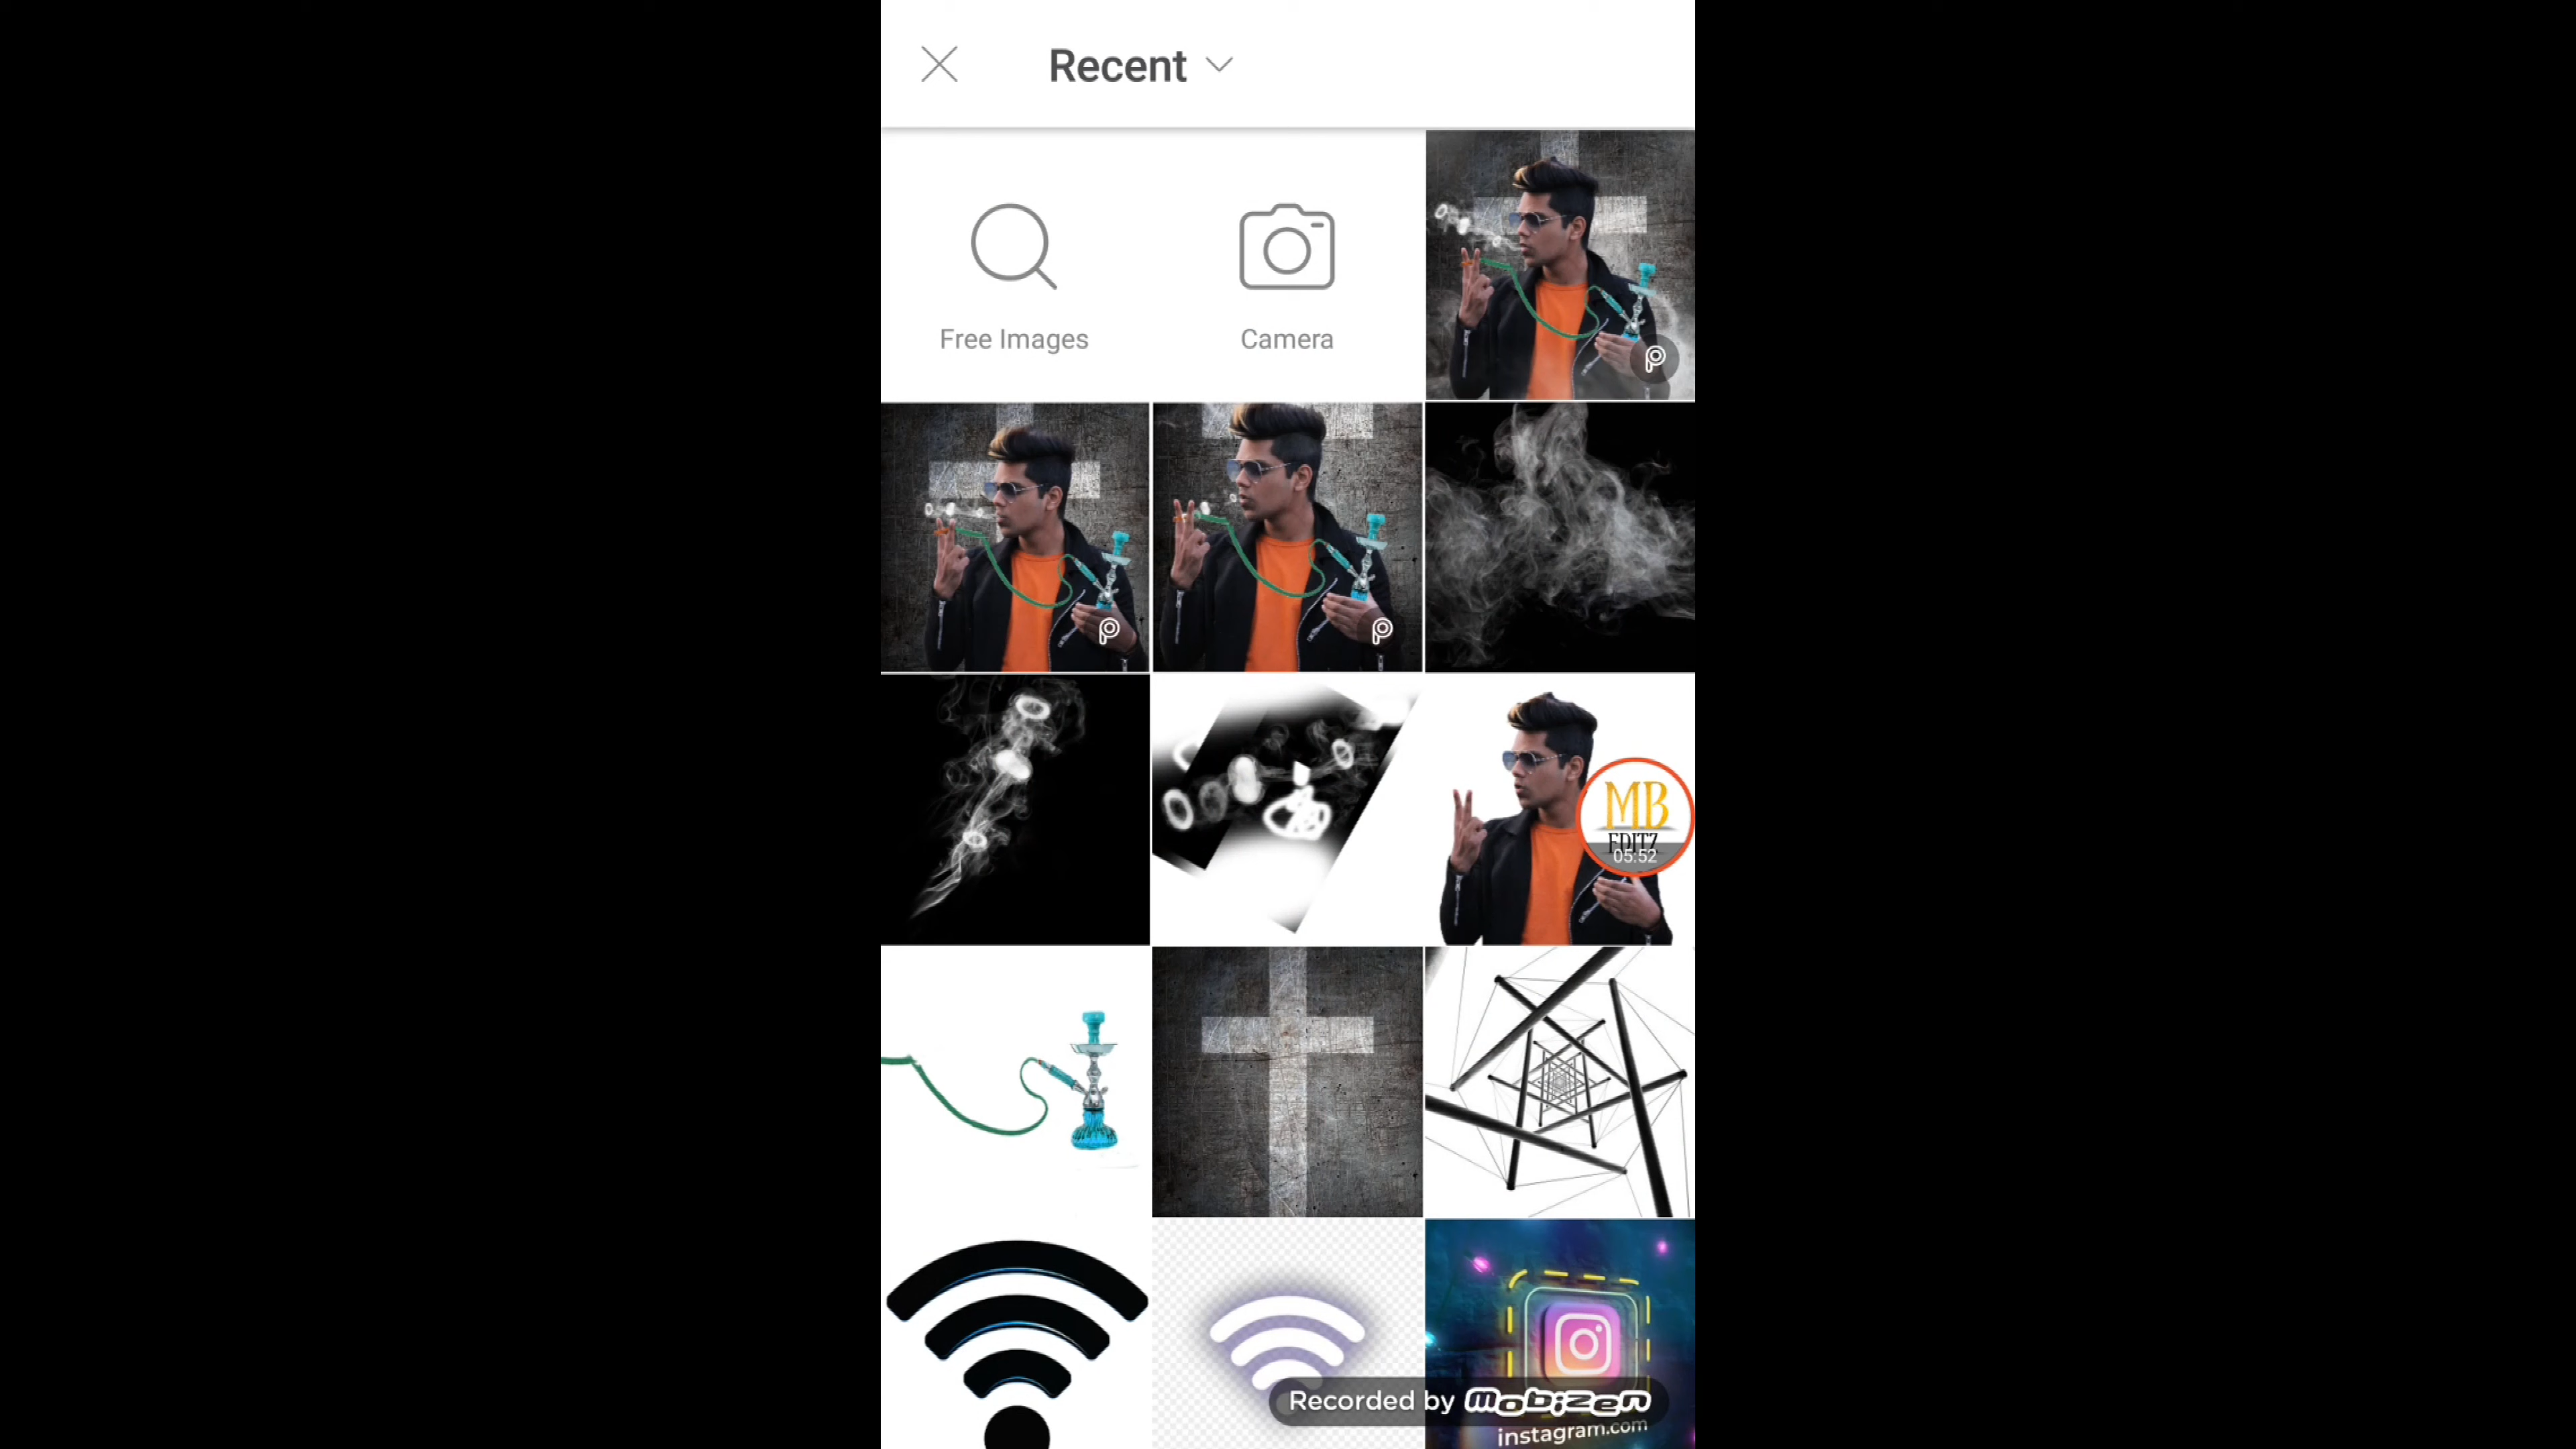 Recent
Free Images
Camera
MB
EDITZ
05:52
Recorded by Mobizen
instagram.com